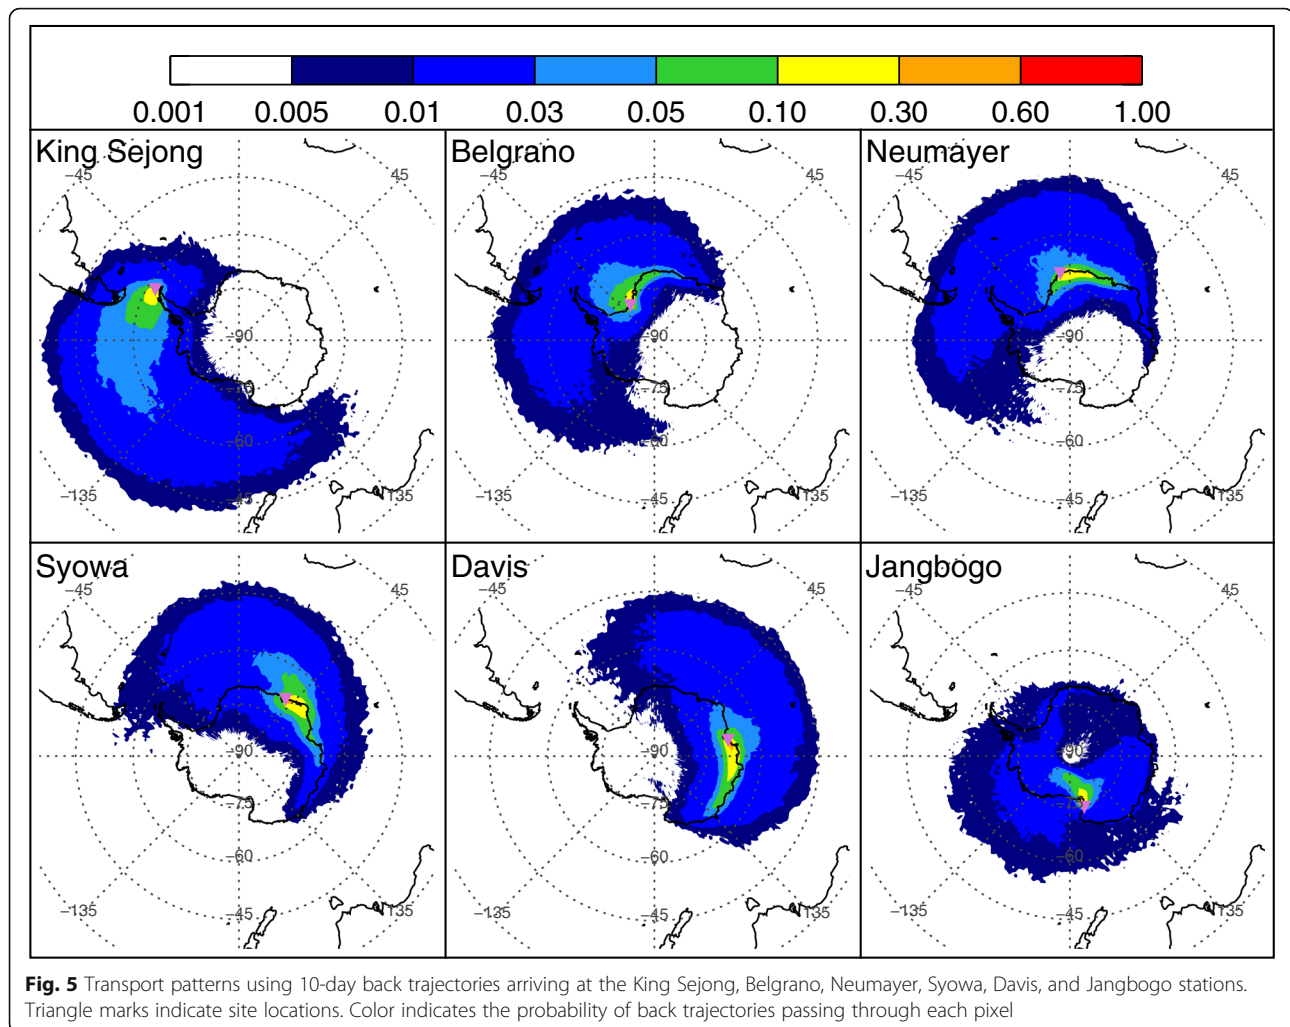 0.001 0.005 0.01 0.03 0.05 0.10 0.30 0.60 1.00
King Sejong
−45 45
−90
−75
−60
−135 −45 135
Belgrano
−45 45
−90
−75
−60
−135 −45 135
Neumayer
−45 45
−90
−75
−60
−135 −45 135
Syowa
−45 45
−90
−75
−60
−135 −45 135
Davis
−45 45
−90
−75
−60
−135 −45 135
Jangbogo
−45 45
−90
−75
−60
−135 −45 135
Fig. 5 Transport patterns using 10-day back trajectories arriving at the King Sejong, Belgrano, Neumayer, Syowa, Davis, and Jangbogo stations.
Triangle marks indicate site locations. Color indicates the probability of back trajectories passing through each pixel